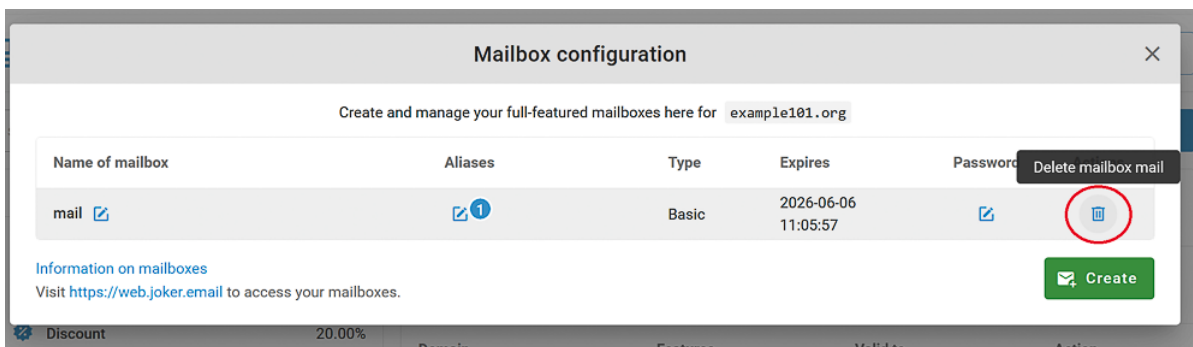 Mailbox configuration
Create and manage your full-featured mailboxes here for example101.org
Name of mailbox Aliases Type Expires Password
Delete mailbox mail
mail 1 Basic 2026-06-06
11:05:57
Information on mailboxes
Visit https://web.joker.email to access your mailboxes.
Create
Discount 20.00%